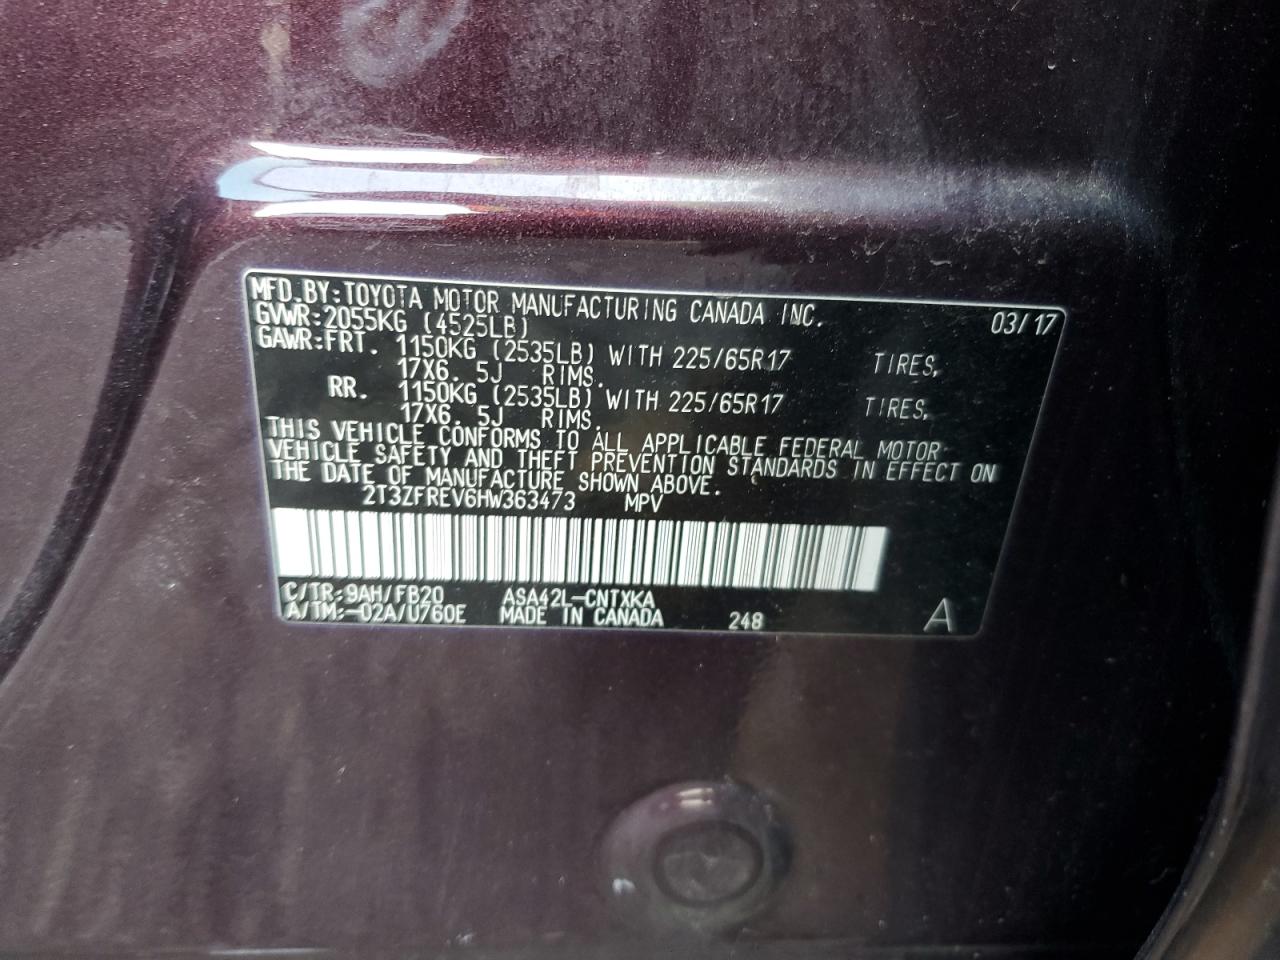 MFD.BY:TOYOTA MOTOR MANUFACTURING CANADA INC. 03/17
GVWR:2055KG (4525LB)
GAWR:FRT. 1150KG (2535LB) WITH 225/65R17 TIRES,
17X6.5J RIMS.
RR. 1150KG (2535LB) WITH 225/65R17 TIRES,
17X6.5J RIMS.
THIS VEHICLE CONFORMS TO ALL APPLICABLE FEDERAL MOTOR
VEHICLE SAFETY AND THEFT PREVENTION STANDARDS IN EFFECT ON
THE DATE OF MANUFACTURE SHOWN ABOVE.
2T3ZFREV6HW363473 MPV
C/TR:9AH/FB20 ASA42L-CNTXKA
A/TM:-02A/U760E MADE IN CANADA 248 A